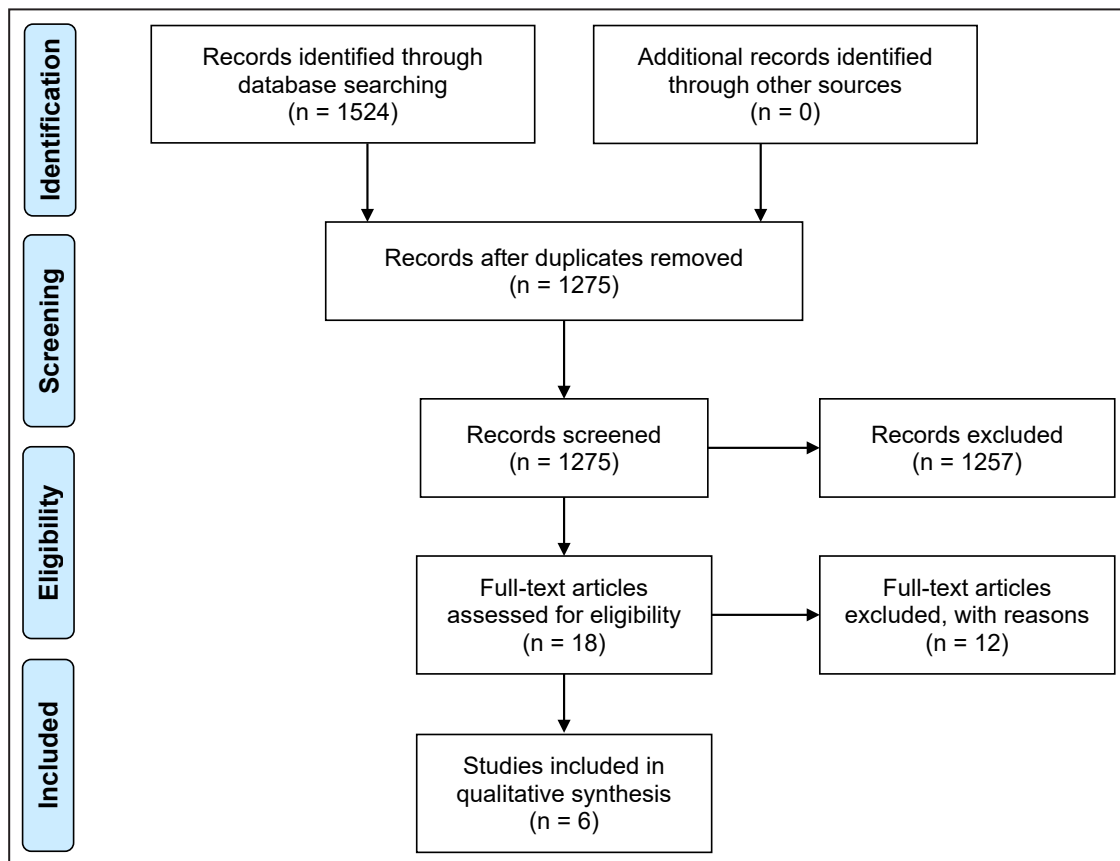 Identification
Records identified through
database searching
(n = 1524)
Additional records identified
through other sources
(n = 0)
Screening
Records after duplicates removed
(n = 1275)
Records screened
(n = 1275)
Records excluded
(n = 1257)
Eligibility
Full-text articles
assessed for eligibility
(n = 18)
Full-text articles
excluded, with reasons
(n = 12)
Included
Studies included in
qualitative synthesis
(n = 6)